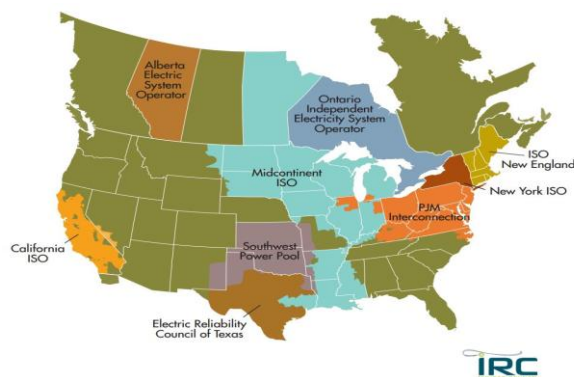 Alberta
Electric
System
Operator
Ontario
Independent
Electricity System
Operator
ISO
New England
Midcontinent
ISO
New York ISO
PJM
Interconnection
California
ISO
Southwest
Power Pool
Electric Reliability
Council of Texas
IRC